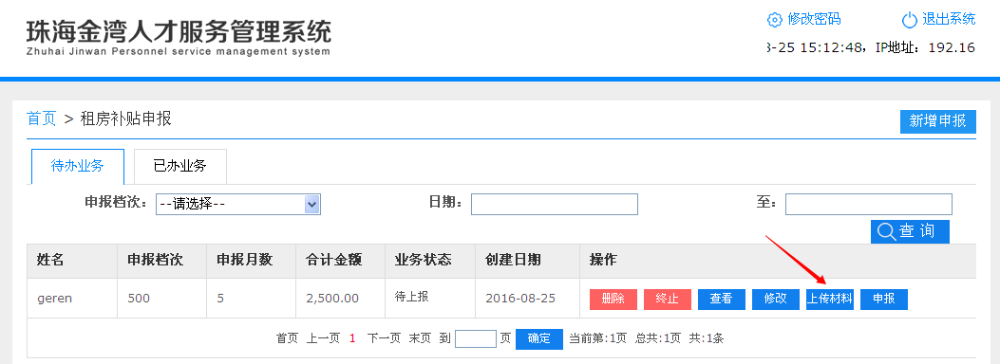 珠海金湾人才服务管理系统
Zhuhai Jinwan Personnel service management system
修改密码 退出系统
3-25 15:12:48，IP地址：192.16
首页 > 租房补贴申报
新增申报
待办业务 已办业务
申报档次： --请选择-- 日期： 至：
查 询
姓名 申报档次 申报月数 合计金额 业务状态 创建日期 操作
geren 500 5 2,500.00 待上报 2016-08-25 删除 终止 查看 修改 上传材料 申报
首页 上一页 1 下一页 末页 到 页 确定 当前第:1页 总共:1页 共:1条